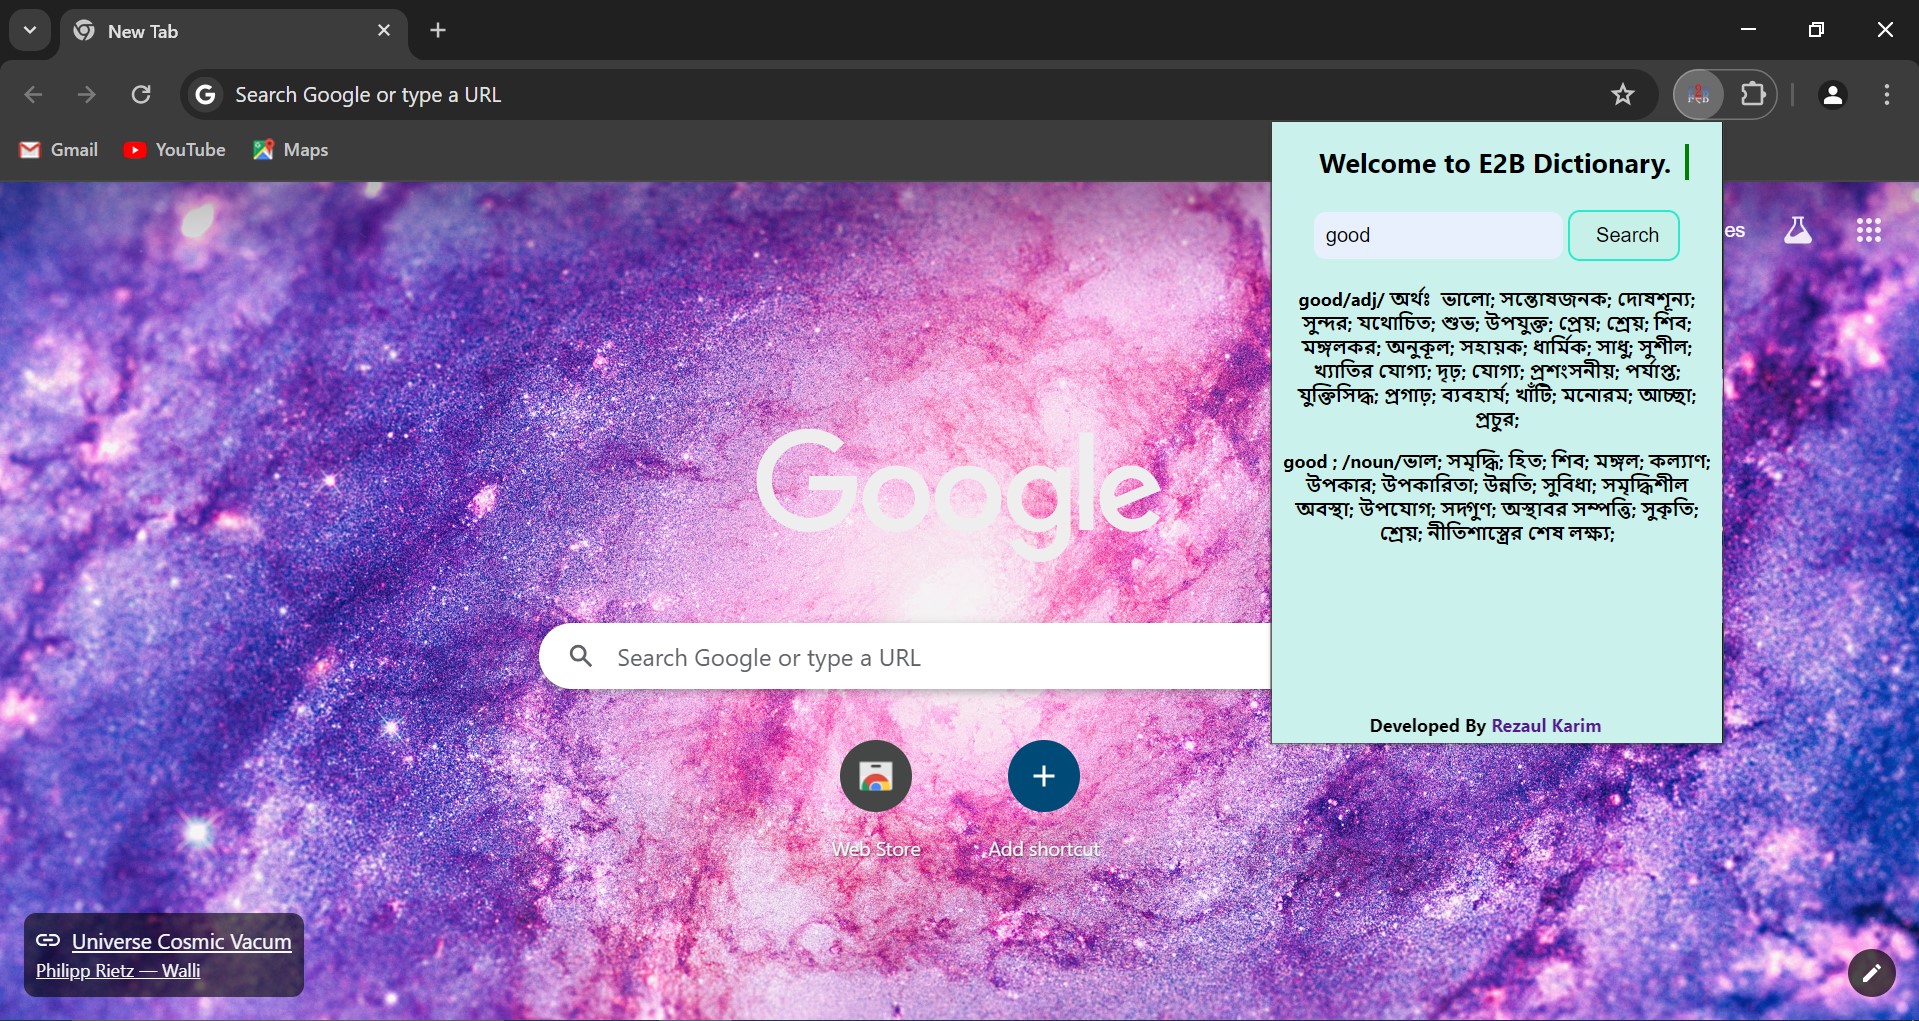 New Tab
Search Google or type a URL
Gmail
YouTube
Maps
Welcome to E2B Dictionary.
good
Search
es
good/adj/ অর্থঃ ভালো; সন্তোষজনক; দোষশূন্য;
সুন্দর; যথোচিত; শুভ; উপযুক্ত; প্রেয়; শ্রেয়; শিব;
মঙ্গলকর; অনুকূল; সহায়ক; ধার্মিক; সাধু; সুশীল;
খ্যাতির যোগ্য; দৃঢ়; যোগ্য; প্রশংসনীয়; পর্যাপ্ত;
যুক্তিসিদ্ধ; প্রগাঢ়; ব্যবহার্য; খাঁটি; মনোরম; আচ্ছা;
প্রচুর;
good ; /noun/ভাল; সমৃদ্ধি; হিত; শিব; মঙ্গল; কল্যাণ;
উপকার; উপকারিতা; উন্নতি; সুবিধা; সমৃদ্ধিশীল
অবস্থা; উপযোগ; সদ্গুণ; অস্থাবর সম্পত্তি; সুকৃতি;
শ্রেয়; নীতিশাস্ত্রের শেষ লক্ষ্য;
Developed By Rezaul Karim
Google
Search Google or type a URL
Web Store
Add shortcut
Universe Cosmic Vacum
Philipp Rietz — Walli